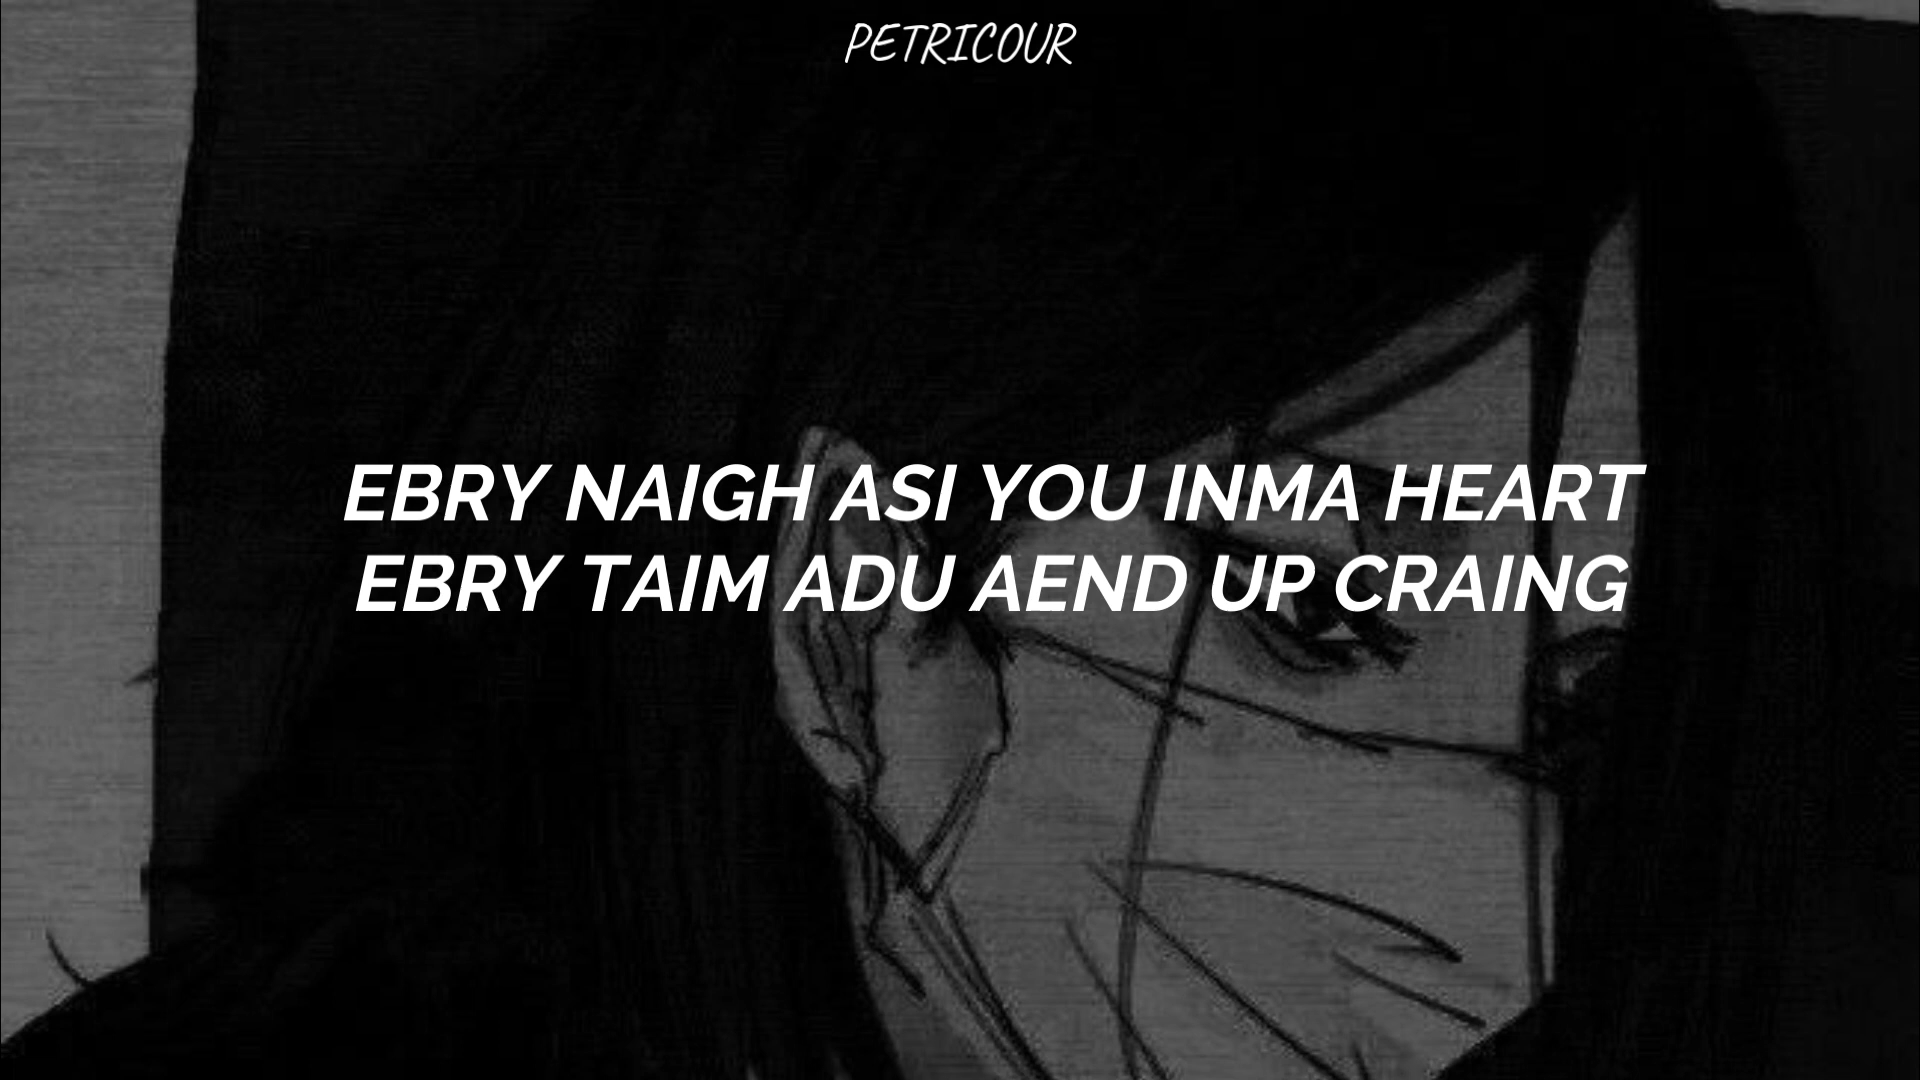 PETRICOUR
EBRY NAIGH ASI YOU INMA HEART
EBRY TAIM ADU AEND UP CRAING